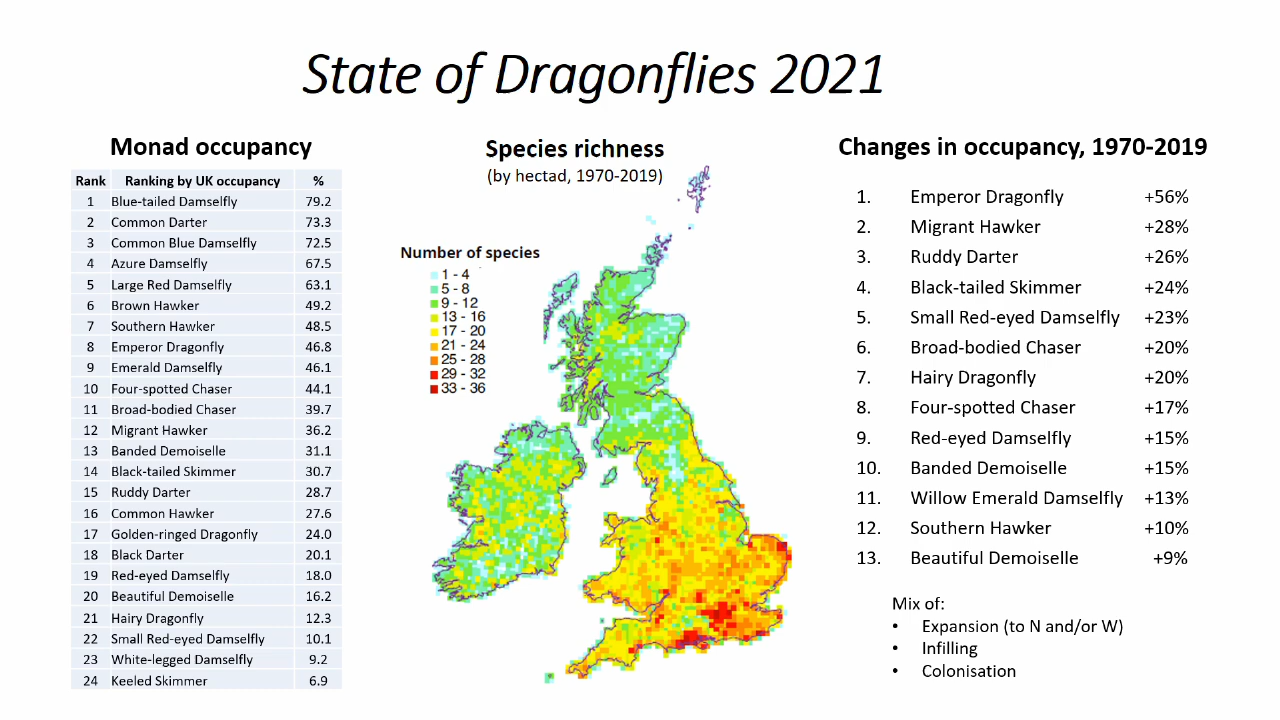 State of Dragonflies 2021
Monad occupancy
Rank Ranking by UK occupancy %
1 Blue-tailed Damselfly 79.2
2 Common Darter 73.3
3 Common Blue Damselfly 72.5
4 Azure Damselfly 67.5
5 Large Red Damselfly 63.1
6 Brown Hawker 49.2
7 Southern Hawker 48.5
8 Emperor Dragonfly 46.8
9 Emerald Damselfly 46.1
10 Four-spotted Chaser 44.1
11 Broad-bodied Chaser 39.7
12 Migrant Hawker 36.2
13 Banded Demoiselle 31.1
14 Black-tailed Skimmer 30.7
15 Ruddy Darter 28.7
16 Common Hawker 27.6
17 Golden-ringed Dragonfly 24.0
18 Black Darter 20.1
19 Red-eyed Damselfly 18.0
20 Beautiful Demoiselle 16.2
21 Hairy Dragonfly 12.3
22 Small Red-eyed Damselfly 10.1
23 White-legged Damselfly 9.2
24 Keeled Skimmer 6.9
Species richness
(by hectad, 1970-2019)
Number of species
1 - 4
5 - 8
9 - 12
13 - 16
17 - 20
21 - 24
25 - 28
29 - 32
33 - 36
Changes in occupancy, 1970-2019
1. Emperor Dragonfly +56%
2. Migrant Hawker +28%
3. Ruddy Darter +26%
4. Black-tailed Skimmer +24%
5. Small Red-eyed Damselfly +23%
6. Broad-bodied Chaser +20%
7. Hairy Dragonfly +20%
8. Four-spotted Chaser +17%
9. Red-eyed Damselfly +15%
10. Banded Demoiselle +15%
11. Willow Emerald Damselfly +13%
12. Southern Hawker +10%
13. Beautiful Demoiselle +9%
Mix of:
• Expansion (to N and/or W)
• Infilling
• Colonisation